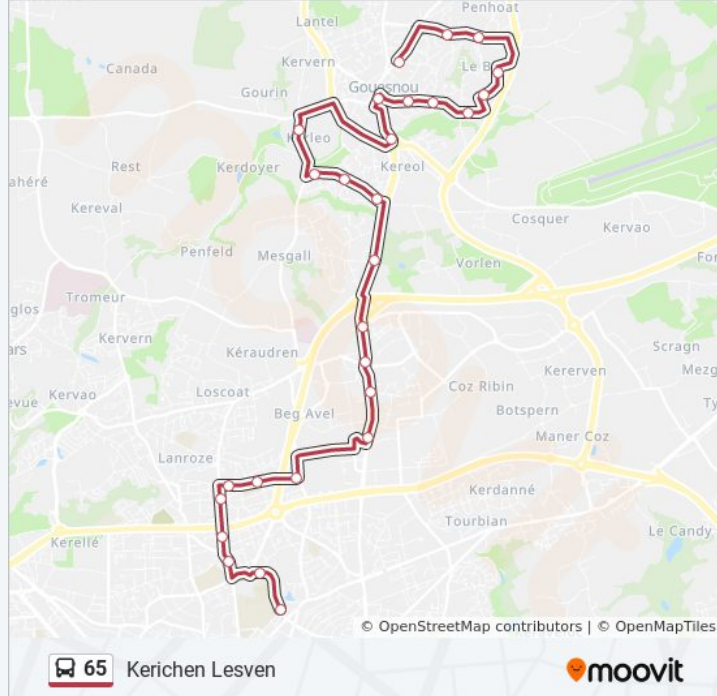 Lantel
Penhoat
Kervern
Canada
Le B
Gouesnou
Gourin
Rest
Kerdoyer
Kereol
ahéré
Kereval
Cosquer
Kervao
Penfeld
Mesgall
Vorlen
For
Tromeur
glos
Kervern
Scragn
ars
Kéraudren
Kererven
Mezg
Coz Ribin
Kervao
Loscoat
evue
Botspern
Ty
Beg Avel
Maner Coz
Lanroze
Kerdanné
Tourbian
Le Candy
Kerellé
© OpenStreetMap contributors | © OpenMapTiles
65 Kerichen Lesven
moovit